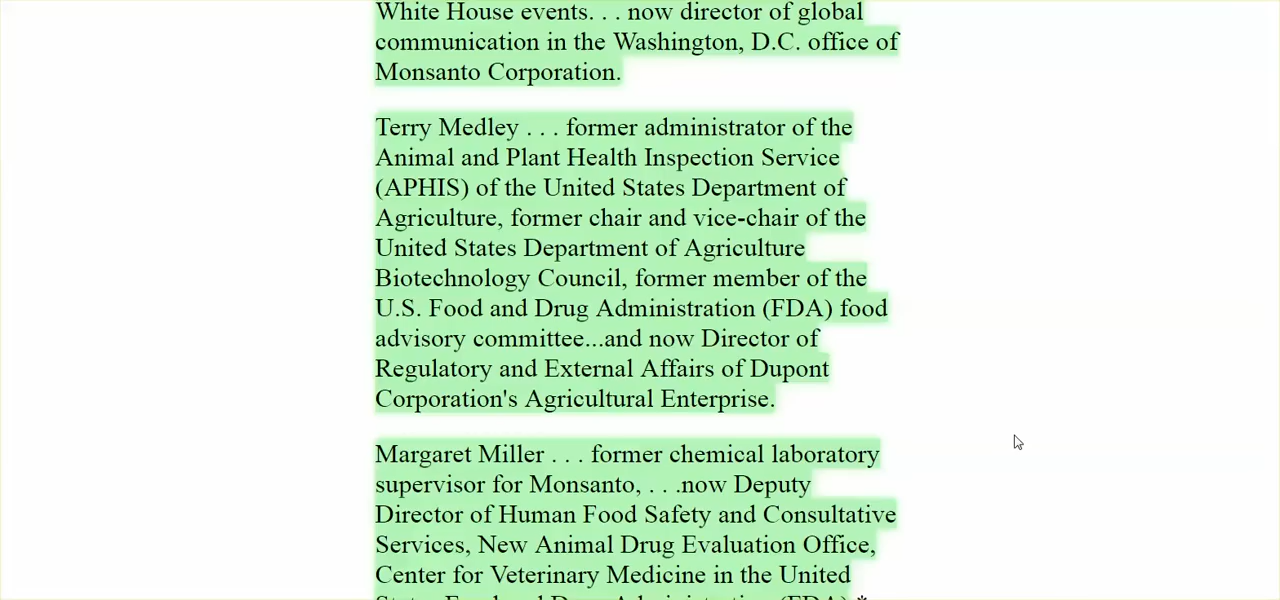 White House events. . . now director of global
communication in the Washington, D.C. office of
Monsanto Corporation.
Terry Medley . . . former administrator of the
Animal and Plant Health Inspection Service
(APHIS) of the United States Department of
Agriculture, former chair and vice-chair of the
United States Department of Agriculture
Biotechnology Council, former member of the
U.S. Food and Drug Administration (FDA) food
advisory committee...and now Director of
Regulatory and External Affairs of Dupont
Corporation's Agricultural Enterprise.
Margaret Miller . . . former chemical laboratory
supervisor for Monsanto, . . .now Deputy
Director of Human Food Safety and Consultative
Services, New Animal Drug Evaluation Office,
Center for Veterinary Medicine in the United